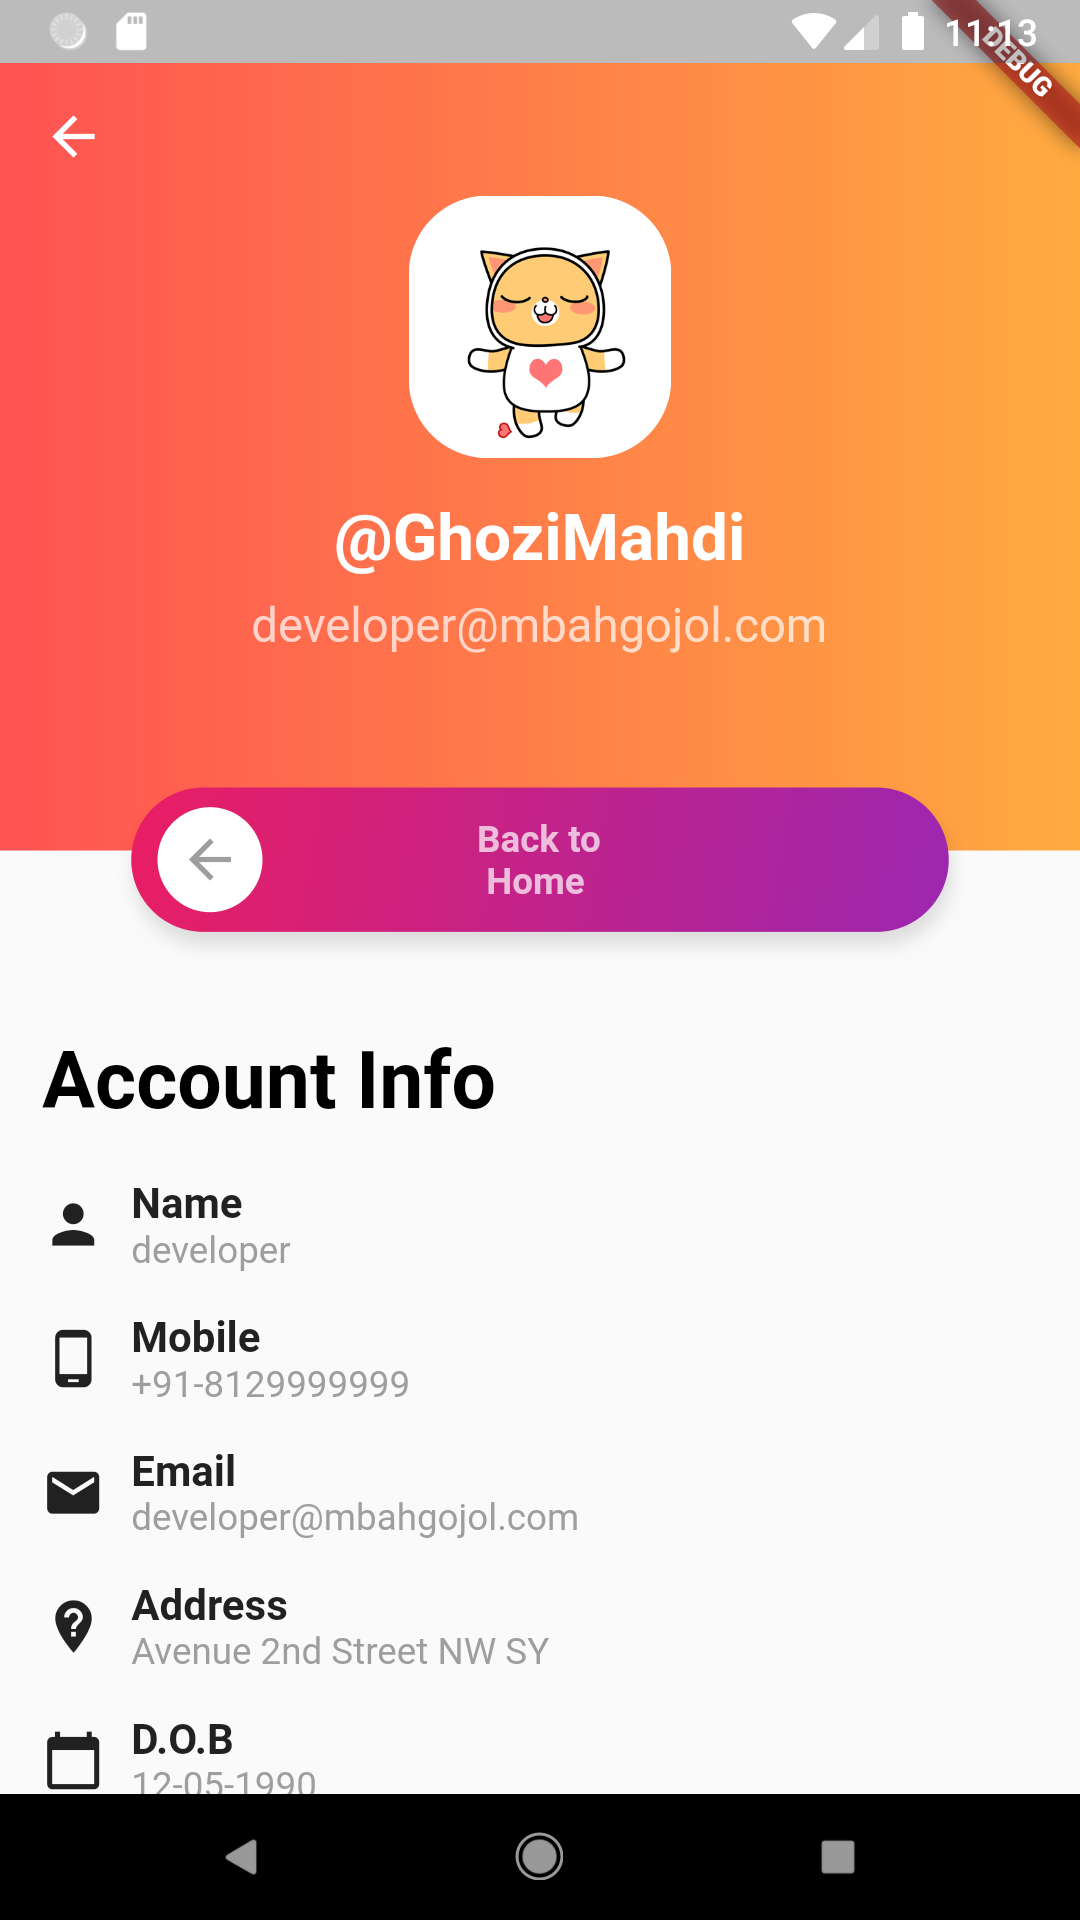 11:13
DEBUG
@GhoziMahdi
developer@mbahgojol.com
Back to
Home
Account Info
Name
developer
Mobile
+91-8129999999
Email
developer@mbahgojol.com
Address
Avenue 2nd Street NW SY
D.O.B
12-05-1990